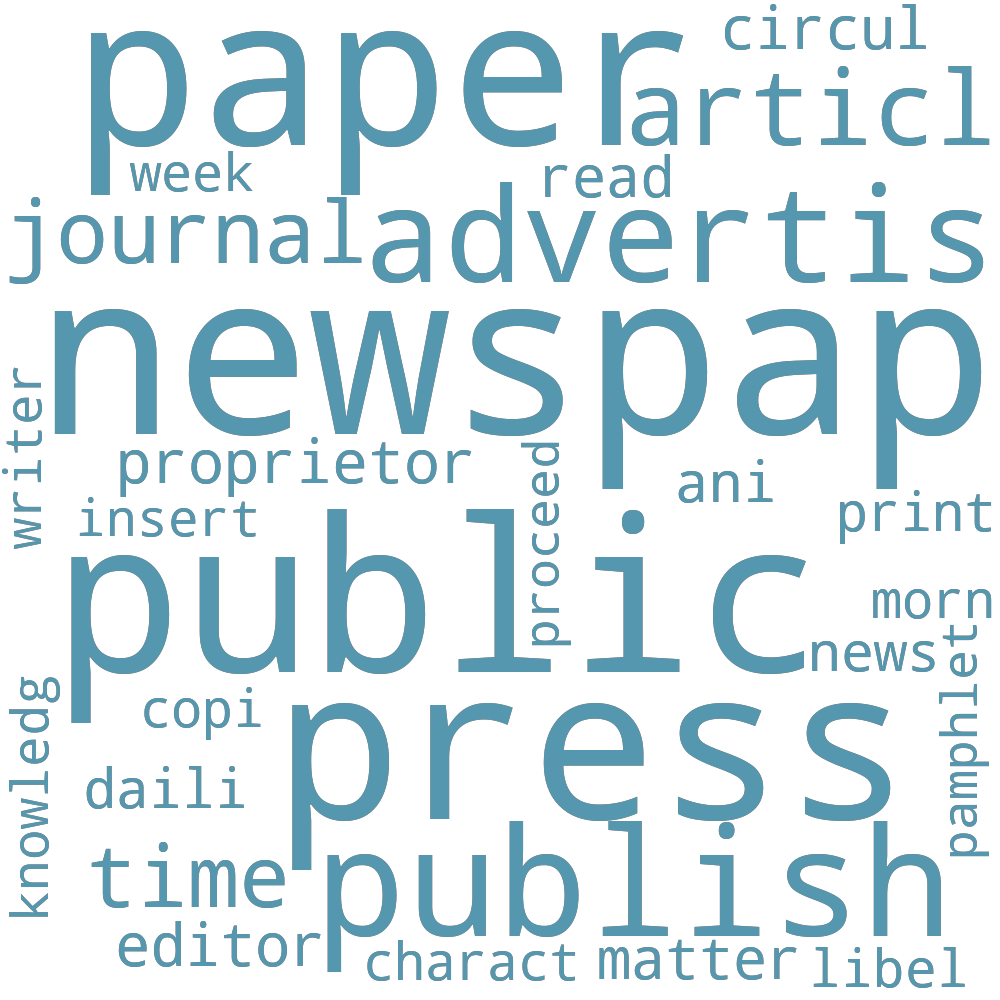 circul
paper
articl
week
read
journal
advertis
newspap
writer
proprietor
proceed
ani
insert
print
public
morn
news
pamphlet
knowledg
copi
press
daili
time
publish
editor
charact
matter
libel